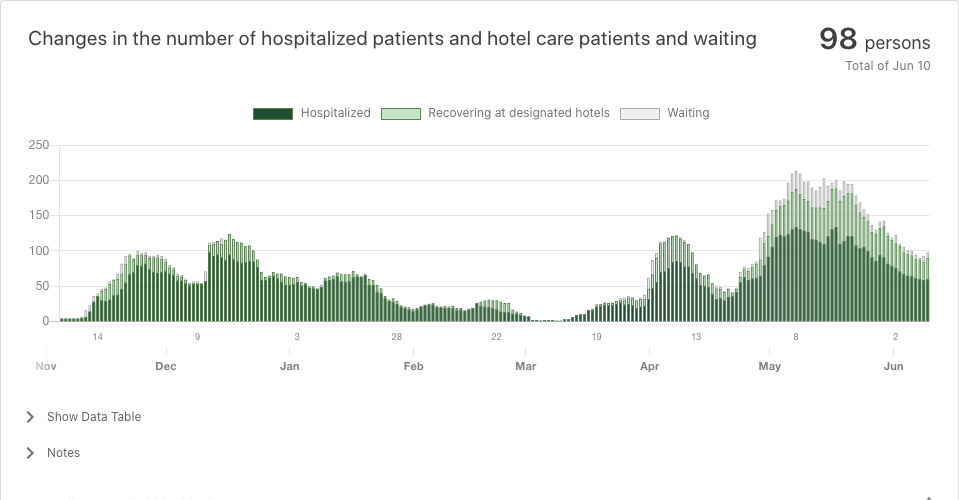 Changes in the number of hospitalized patients and hotel care patients and waiting
98 persons
Total of Jun 10
Hospitalized Recovering at designated hotels Waiting
250
200
150
100
50
0
14 9 3 28 22 19 13 8 2
Nov Dec Jan Feb Mar Apr May Jun
Show Data Table
Notes